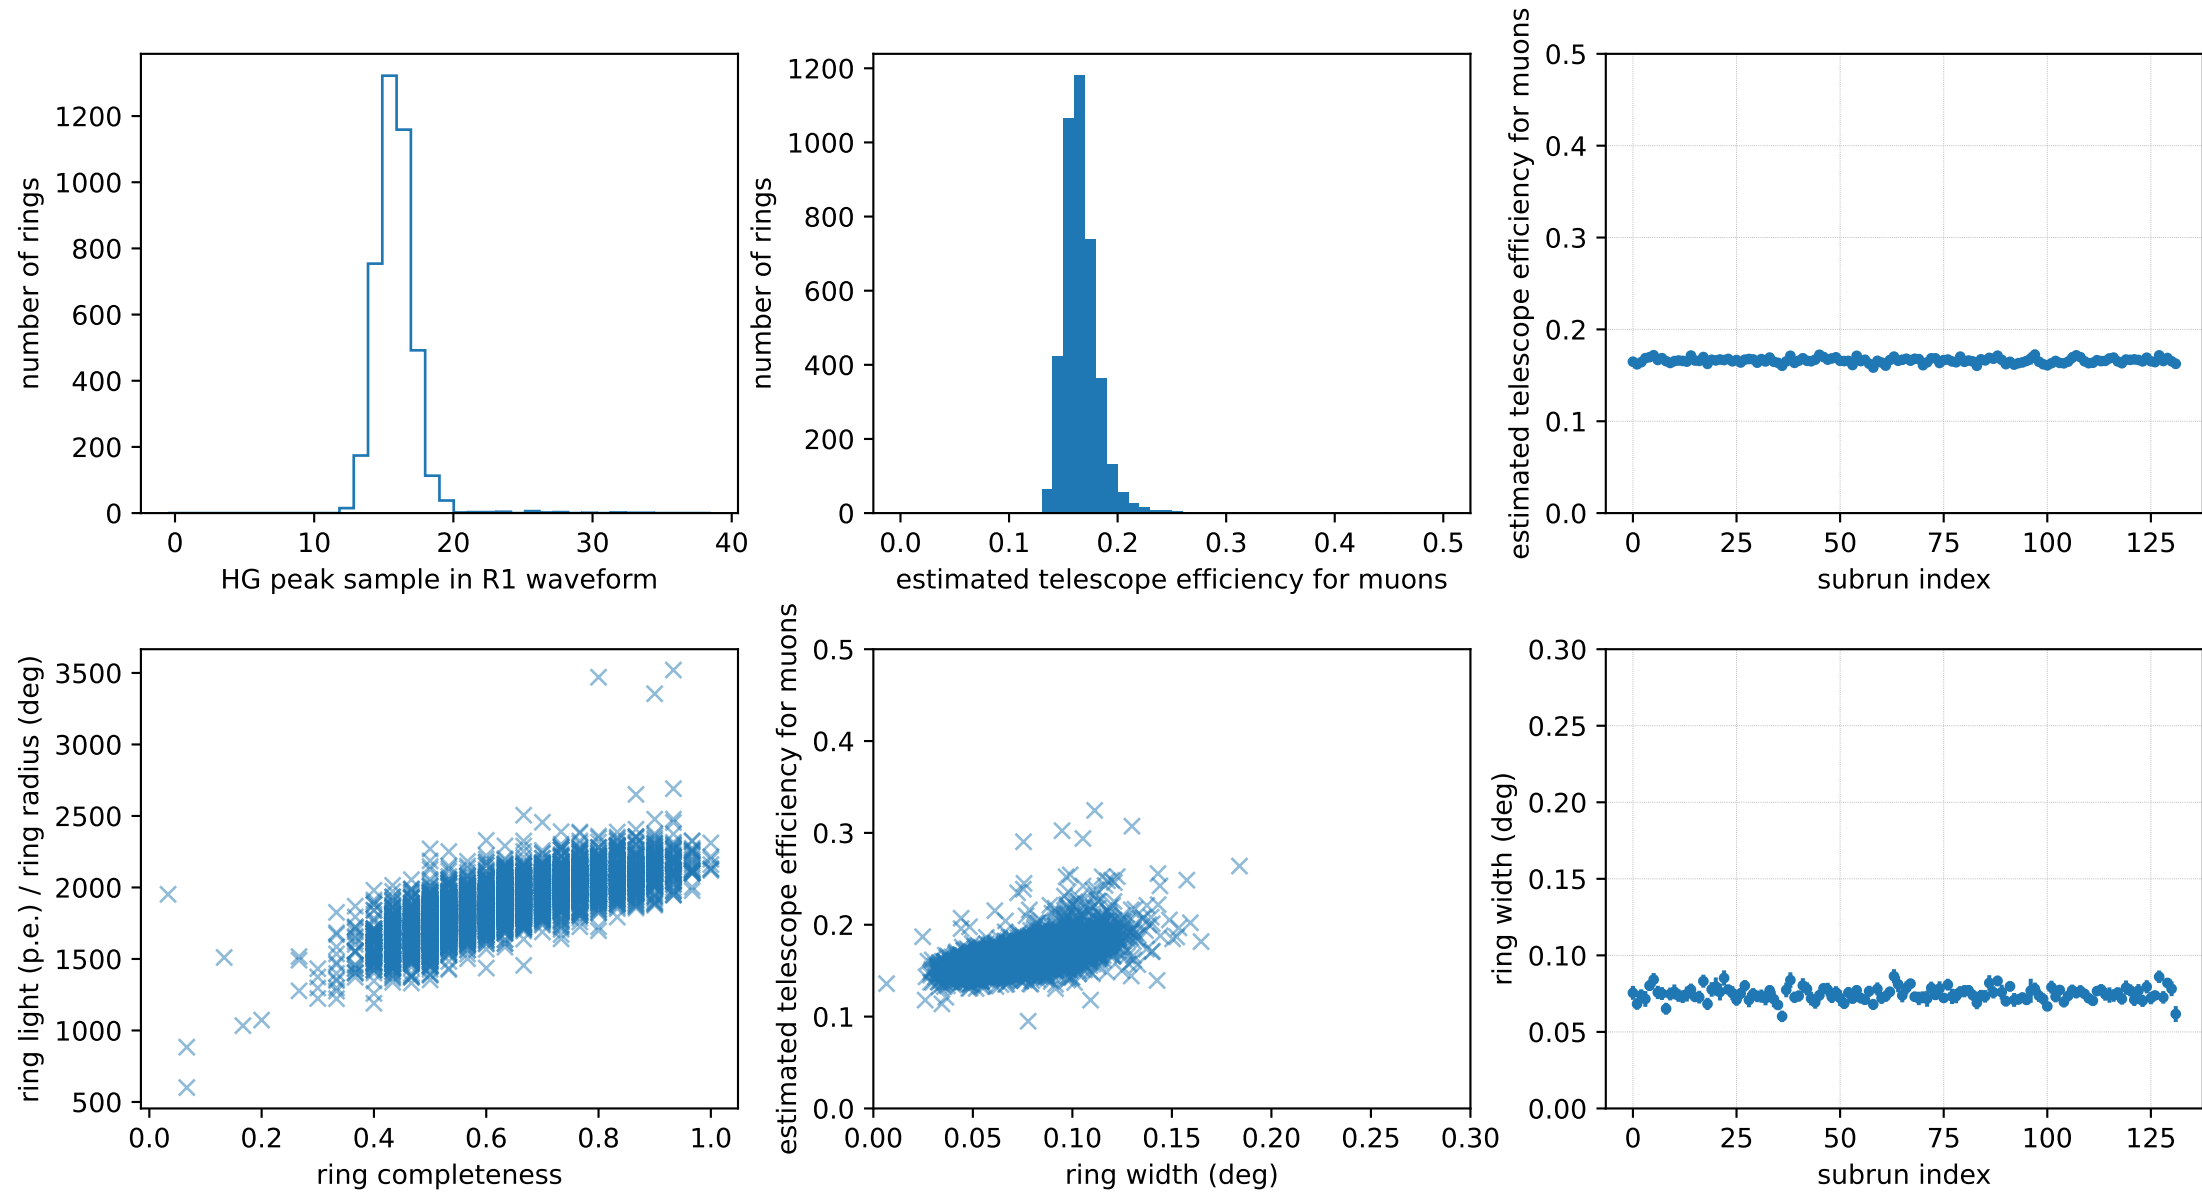 1200
1000
800
600
400
200
0
number of rings
0 10 20 30 40
HG peak sample in R1 waveform
1200
1000
800
600
400
200
0
number of rings
0.0 0.1 0.2 0.3 0.4 0.5
estimated telescope efficiency for muons
0.5
0.4
0.3
0.2
0.1
0.0
estimated telescope efficiency for muons
0 25 50 75 100 125
subrun index
3500
3000
2500
2000
1500
1000
500
ring light (p.e.) / ring radius (deg)
0.0 0.2 0.4 0.6 0.8 1.0
ring completeness
0.5
0.4
0.3
0.2
0.1
0.0
estimated telescope efficiency for muons
0.00 0.05 0.10 0.15 0.20 0.25 0.30
ring width (deg)
0.30
0.25
0.20
0.15
0.10
0.05
0.00
ring width (deg)
0 25 50 75 100 125
subrun index